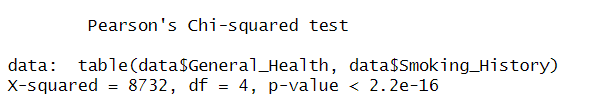 Pearson's Chi-squared test
data:  table(data$General_Health, data$Smoking_History)
X-squared = 8732, df = 4, p-value < 2.2e-16